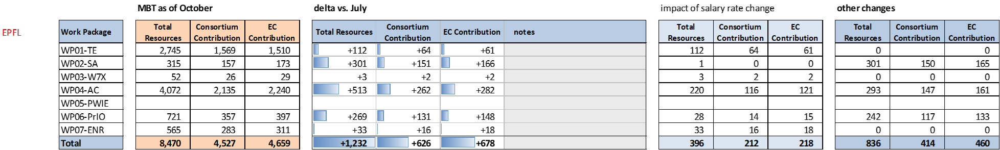 MBT as of October delta vs. July impact of salary rate change other changes
EPFL Work Package Total Resources Consortium Contribution EC Contribution Total Resources Consortium Contribution EC Contribution notes Total Resources Consortium Contribution EC Contribution Total Resources Consortium Contribution EC Contribution
WP01-TE 2,745 1,569 1,510 +112 +64 +61 112 64 61 0 0
WP02-SA 315 157 173 +301 +151 +166 1 0 0 301 150 165
WP03-W7X 52 26 29 +3 +2 +2 3 2 2 0 0 0
WP04-AC 4,072 2,135 2,240 +513 +262 +282 220 116 121 293 147 161
WP05-PWIE
WP06-PrIO 721 357 397 +269 +131 +148 28 14 15 242 117 133
WP07-ENR 565 283 311 +33 +16 +18 33 16 18 0 0 0
Total 8,470 4,527 4,659 +1,232 +626 +678 396 212 218 836 414 460